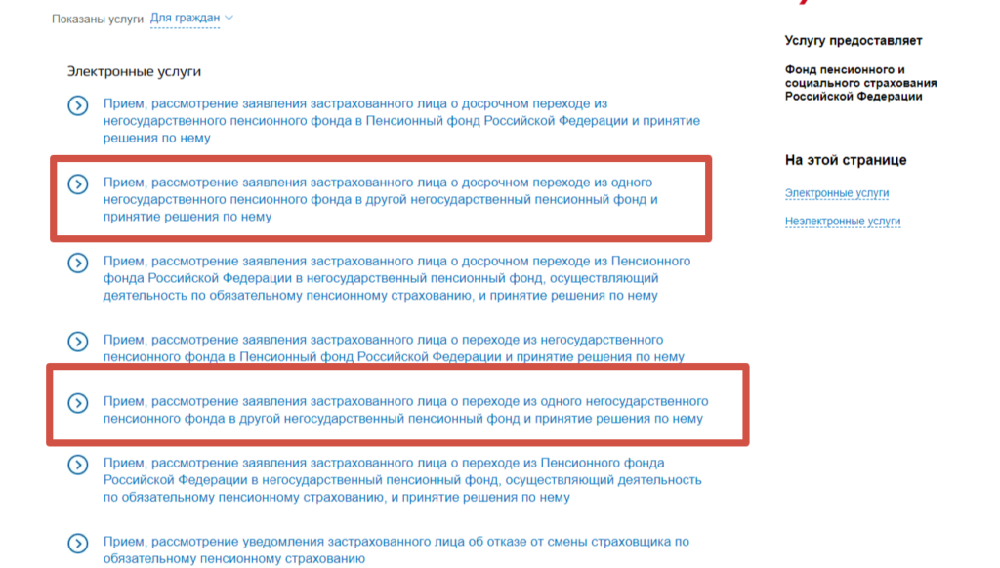 Показаны услуги Для граждан
Электронные услуги
Прием, рассмотрение заявления застрахованного лица о досрочном переходе из
негосударственного пенсионного фонда в Пенсионный фонд Российской Федерации и принятие
решения по нему
Прием, рассмотрение заявления застрахованного лица о досрочном переходе из одного
негосударственного пенсионного фонда в другой негосударственный пенсионный фонд и
принятие решения по нему
Прием, рассмотрение заявления застрахованного лица о досрочном переходе из Пенсионного
фонда Российской Федерации в негосударственный пенсионный фонд, осуществляющий
деятельность по обязательному пенсионному страхованию, и принятие решения по нему
Прием, рассмотрение заявления застрахованного лица о переходе из негосударственного
пенсионного фонда в Пенсионный фонд Российской Федерации и принятие решения по нему
Прием, рассмотрение заявления застрахованного лица о переходе из одного негосударственного
пенсионного фонда в другой негосударственный пенсионный фонд и принятие решения по нему
Прием, рассмотрение заявления застрахованного лица о переходе из Пенсионного фонда
Российской Федерации в негосударственный пенсионный фонд, осуществляющий деятельность
по обязательному пенсионному страхованию, и принятие решения по нему
Прием, рассмотрение уведомления застрахованного лица об отказе от смены страховщика по
обязательному пенсионному страхованию
Услугу предоставляет
Фонд пенсионного и
социального страхования
Российской Федерации
На этой странице
Электронные услуги
Неэлектронные услуги